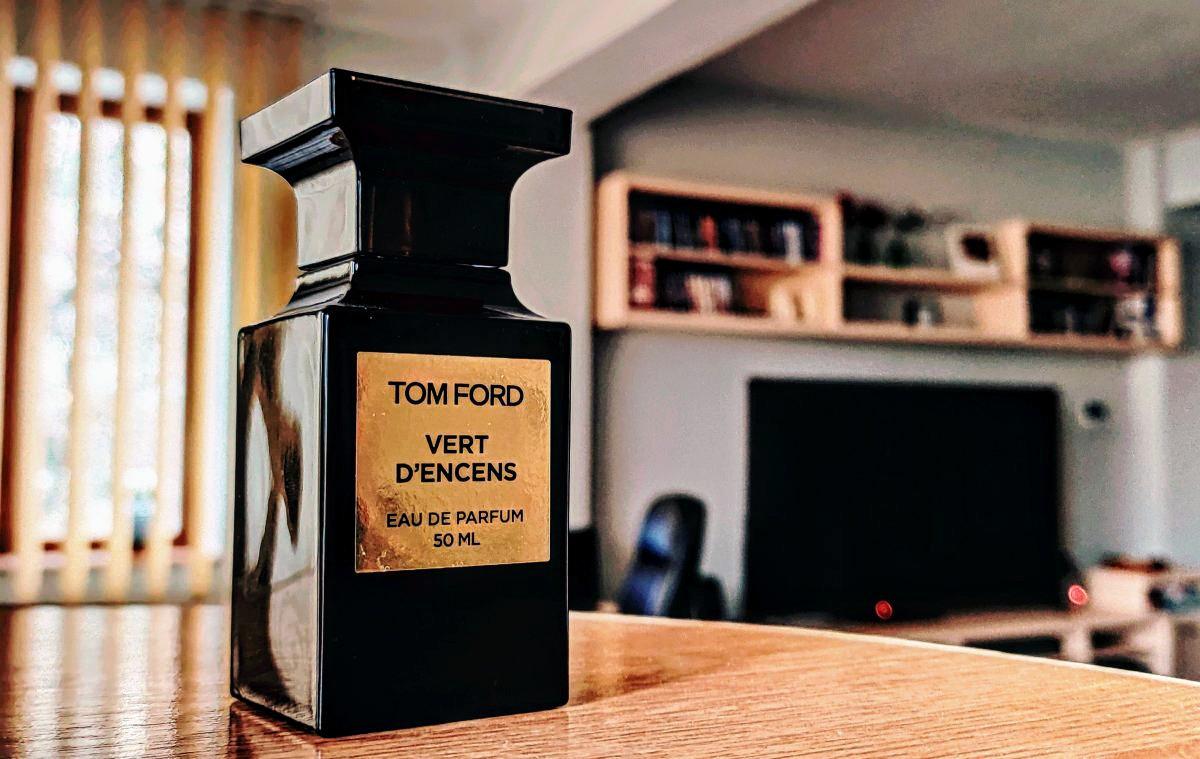 TOM FORD
VERT
D'ENCENS
EAU DE PARFUM
50 ML